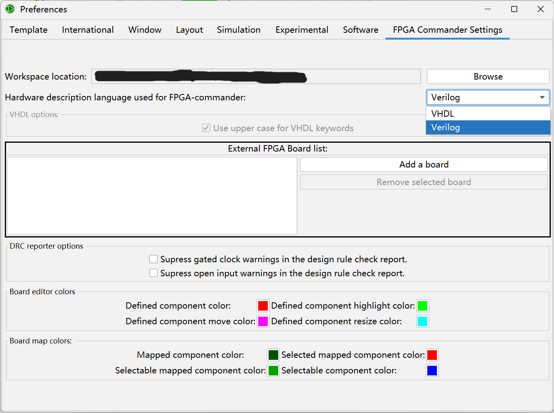 Preferences
Template International Window Layout Simulation Experimental Software FPGA Commander Settings
Workspace location: Browse
Hardware description language used for FPGA-commander: Verilog
VHDL options:
VHDL
Use upper case for VHDL keywords
Verilog
External FPGA Board list:
Add a board
Remove selected board
DRC reporter options
Supress gated clock warnings in the design rule check report.
Supress open input warnings in the design rule check report.
Board editor colors
Defined component color: Defined component highlight color:
Defined component move color: Defined component resize color:
Board map colors:
Mapped component color: Selected mapped component color:
Selectable mapped component color: Selectable component color: